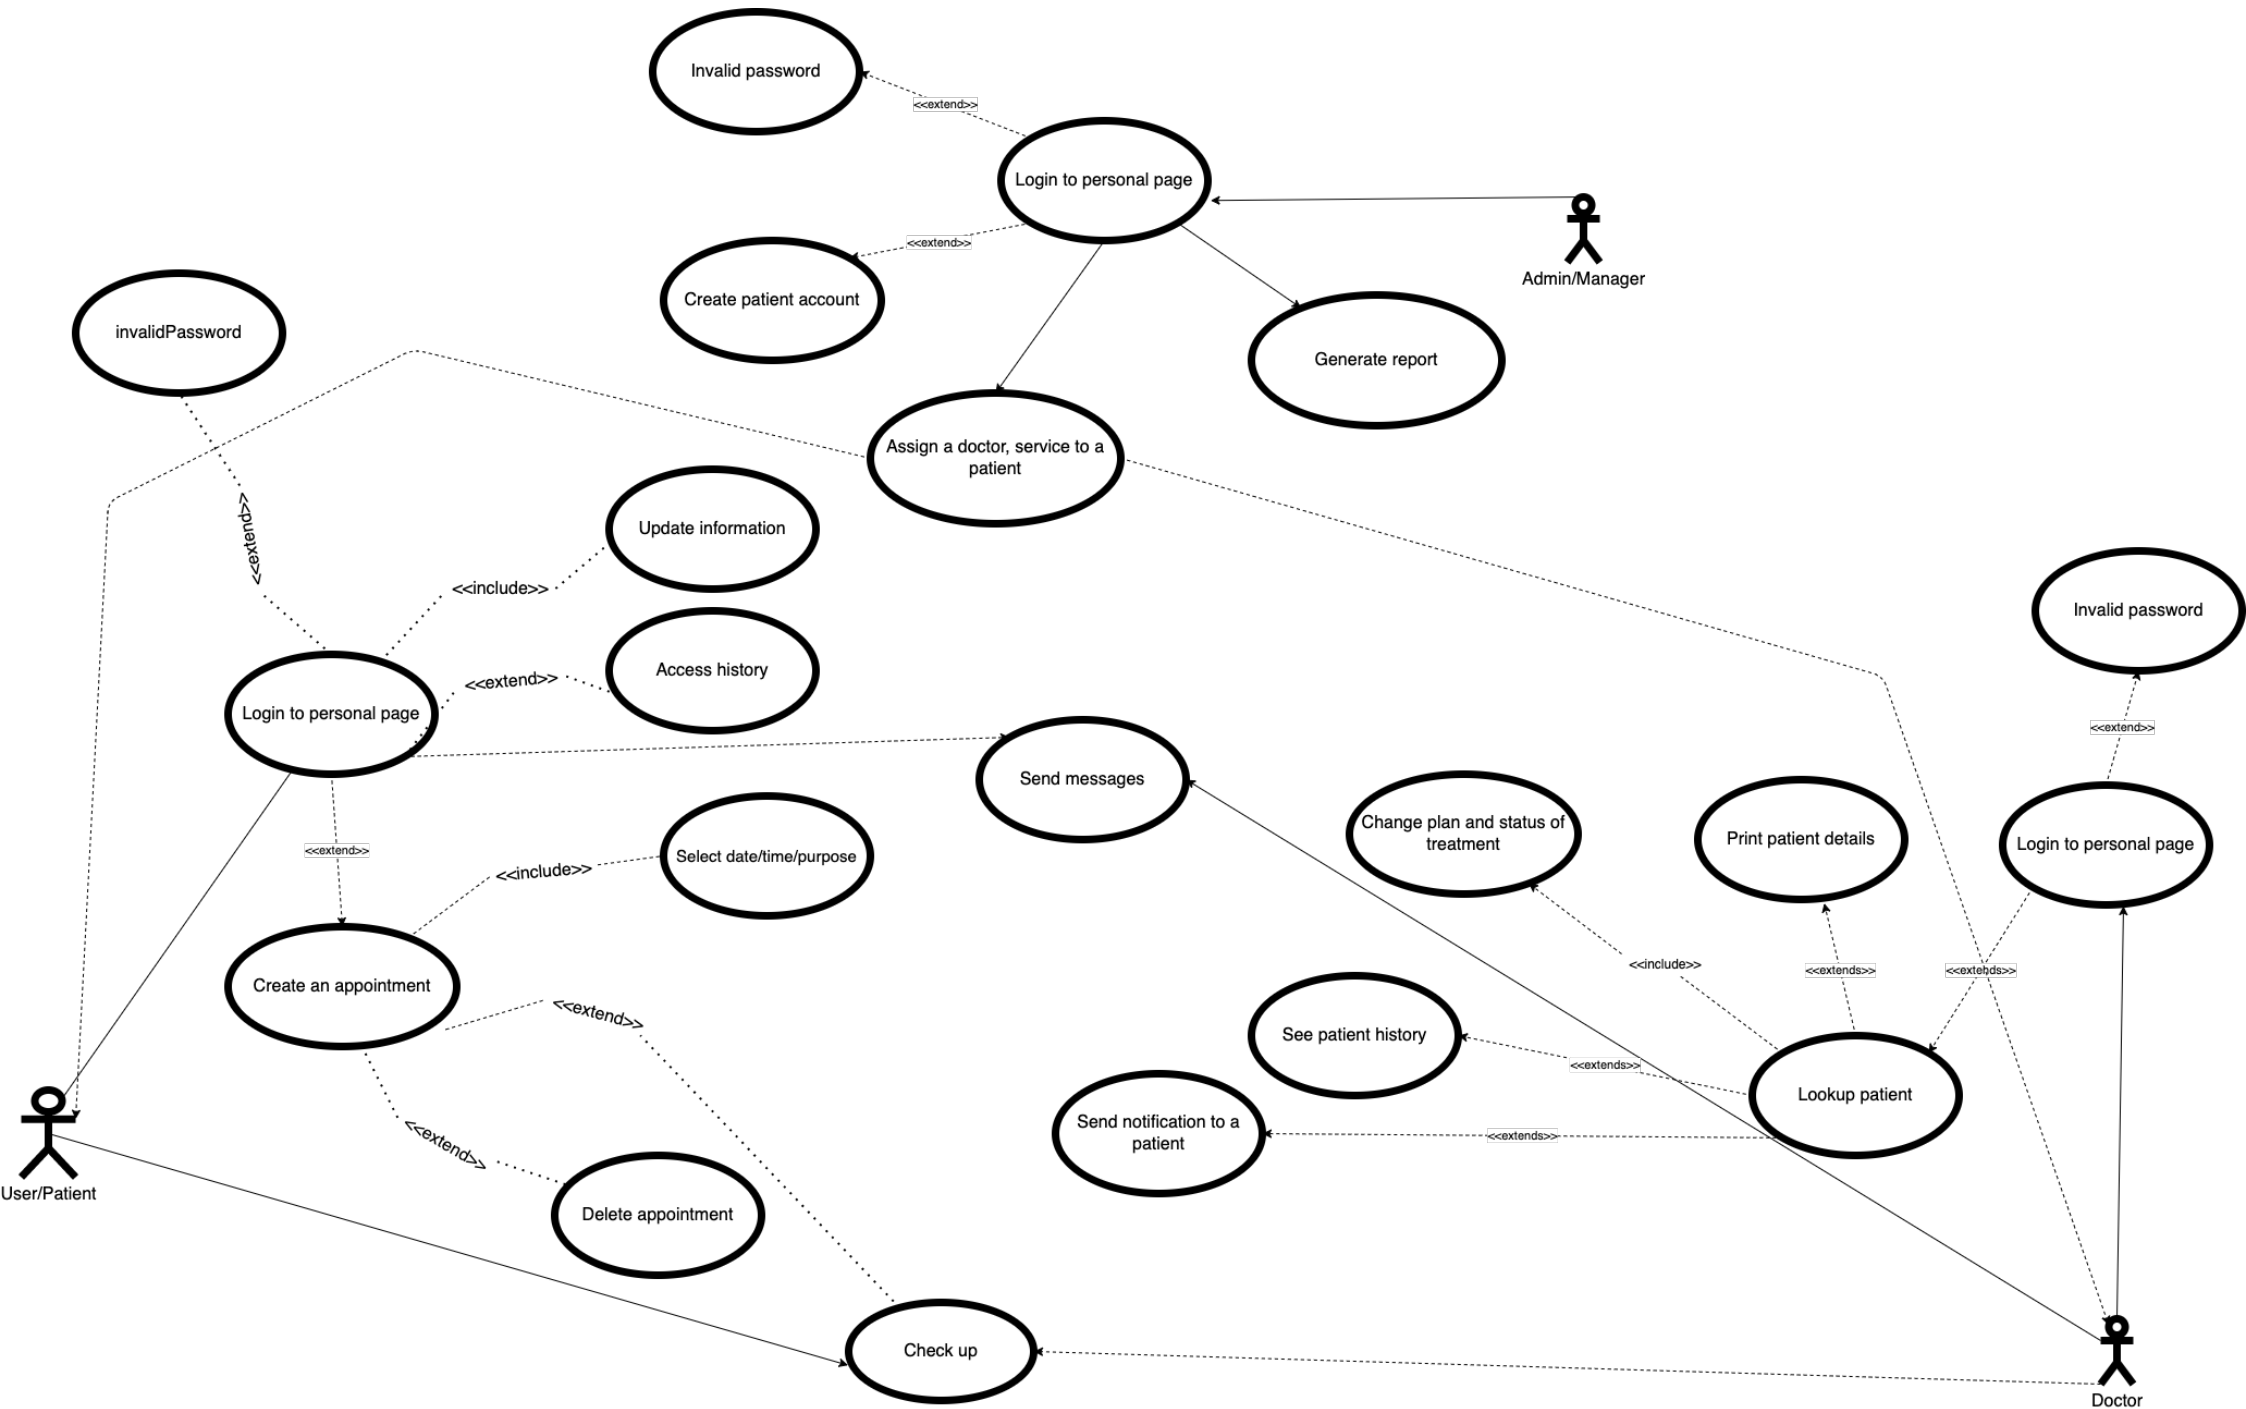 Invalid password
<<extend>>
Login to personal page
<<extend>>
Create patient account
Admin/Manager
invalidPassword
Generate report
Assign a doctor, service to a
patient
<<extend>>
Update information
<<include>>
Invalid password
Access history
<<extend>>
Login to personal page
<<extend>>
Send messages
Change plan and status of
treatment
Print patient details
Login to personal page
<<extend>>
<<include>>
Select date/time/purpose
<<include>>
<<extends>>
<<extends>>
Create an appointment
<<extend>>
See patient history
<<extends>>
Lookup patient
Send notification to a
patient
<<extends>>
<<extend>>
User/Patient
Delete appointment
Check up
Doctor